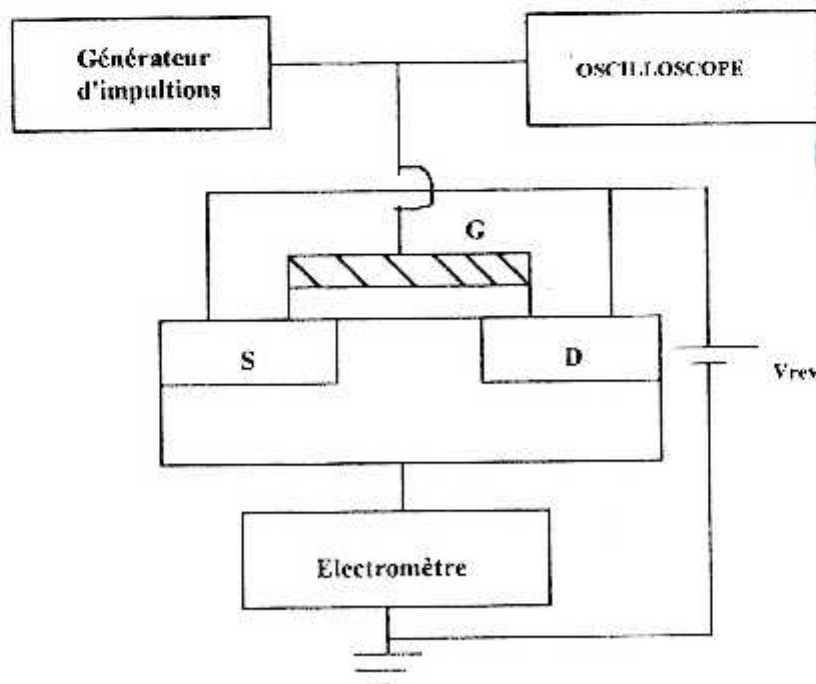 Générateur
d'impultions
OSCILLOSCOPE
G
S
D
Vrev
Electromètre